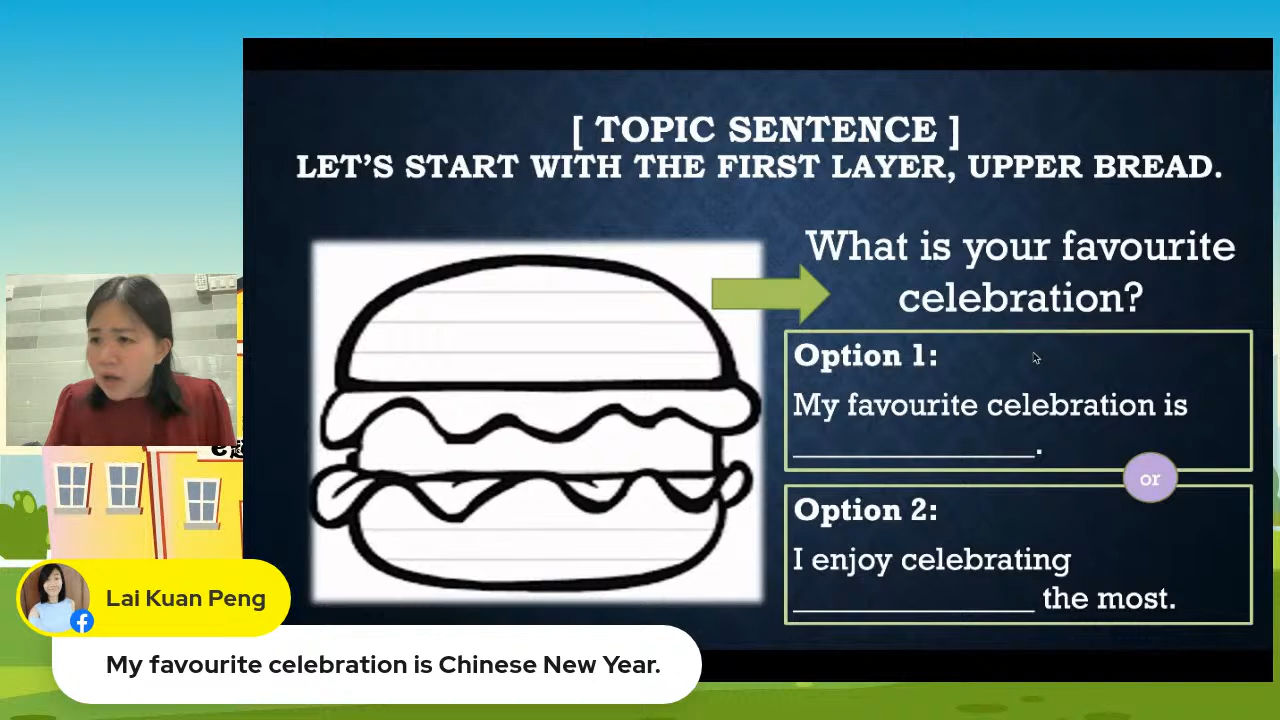 [ TOPIC SENTENCE ]
LET'S START WITH THE FIRST LAYER, UPPER BREAD.
What is your favourite
celebration?
Option 1:
My favourite celebration is
_________________.
or
Option 2:
I enjoy celebrating
_________________ the most.
Lai Kuan Peng
My favourite celebration is Chinese New Year.